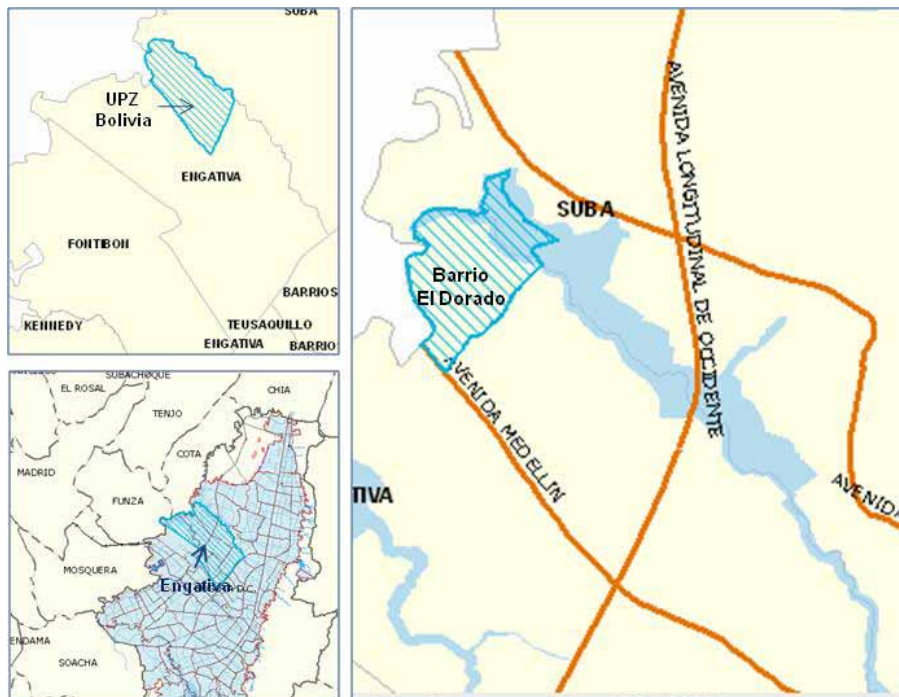 SUBA
UPZ
Bolivia
ENGATIVA
FONTIBON
BARRIOS
TEUSAQUILLO
KENNEDY
ENGATIVA
BARRIO
SUBACHOQUE
EL ROSAL
CHIA
TENJO
COTA
MADRID
FUNZA
MOSQUERA
Engativa
D.C.
ENDAMA
SOACHA
AVENIDA LONGITUDINAL DE OCCIDENTE
SUBA
Barrio
El Dorado
AVENIDA MEDELLIN
TIVA
AVENIDA